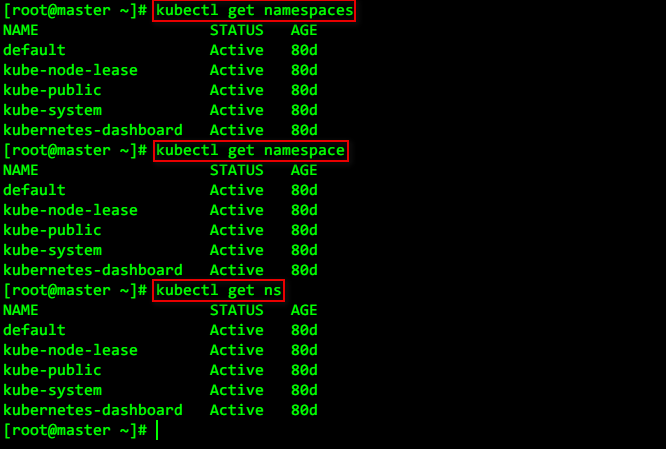 [root@master ~]# kubectl get namespaces
NAME                   STATUS   AGE
default                Active   80d
kube-node-lease        Active   80d
kube-public            Active   80d
kube-system            Active   80d
kubernetes-dashboard   Active   80d
[root@master ~]# kubectl get namespace
NAME                   STATUS   AGE
default                Active   80d
kube-node-lease        Active   80d
kube-public            Active   80d
kube-system            Active   80d
kubernetes-dashboard   Active   80d
[root@master ~]# kubectl get ns
NAME                   STATUS   AGE
default                Active   80d
kube-node-lease        Active   80d
kube-public            Active   80d
kube-system            Active   80d
kubernetes-dashboard   Active   80d
[root@master ~]#